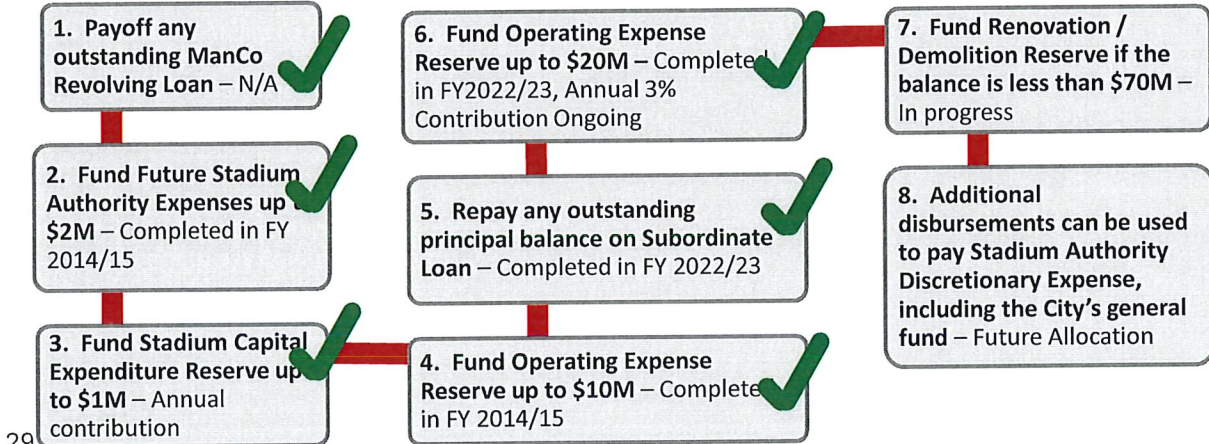 1. Payoff any
outstanding ManCo
Revolving Loan – N/A
2. Fund Future Stadium
Authority Expenses up
$2M – Completed in FY
2014/15
3. Fund Stadium Capital
Expenditure Reserve up
to $1M – Annual
contribution
4. Fund Operating Expense
Reserve up to $10M – Complete
in FY 2014/15
5. Repay any outstanding
principal balance on Subordinate
Loan – Completed in FY 2022/23
6. Fund Operating Expense
Reserve up to $20M – Completed
in FY2022/23, Annual 3%
Contribution Ongoing
7. Fund Renovation /
Demolition Reserve if the
balance is less than $70M –
In progress
8. Additional
disbursements can be used
to pay Stadium Authority
Discretionary Expense,
including the City's general
fund – Future Allocation
29